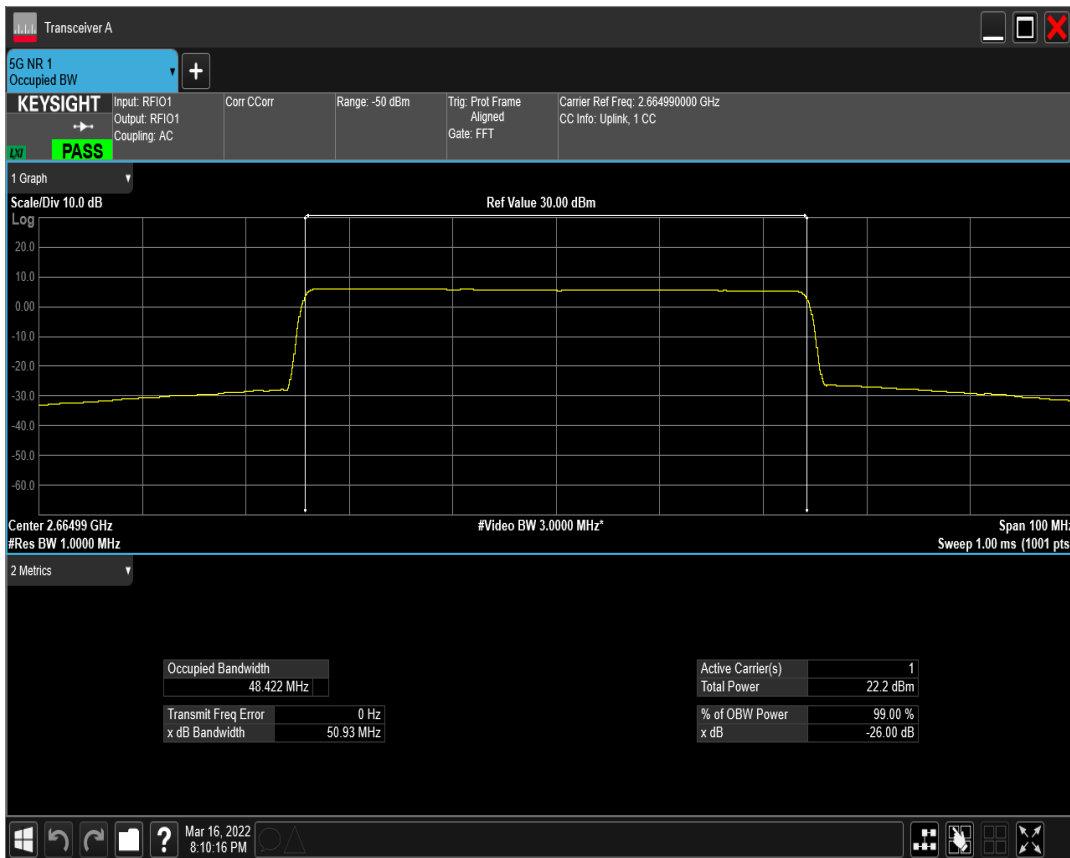 Transceiver A
5G NR 1
Occupied BW
+
KEYSIGHT
LXI
PASS
Input: RFIO1
Output: RFIO1
Coupling: AC
Corr CCorr
Range: -50 dBm
Trig: Prot Frame
Aligned
Gate: FFT
Carrier Ref Freq: 2.664990000 GHz
CC Info: Uplink, 1 CC
1 Graph
Scale/Div 10.0 dB
Ref Value 30.00 dBm
Log
20.0
10.0
0.00
-10.0
-20.0
-30.0
-40.0
-50.0
-60.0
Center 2.66499 GHz
#Video BW 3.0000 MHz*
Span 100 MHz
#Res BW 1.0000 MHz
Sweep 1.00 ms (1001 pts
2 Metrics
Occupied Bandwidth
48.422 MHz
Transmit Freq Error 0 Hz
x dB Bandwidth 50.93 MHz
Active Carrier(s) 1
Total Power 22.2 dBm
% of OBW Power 99.00 %
x dB -26.00 dB
?
Mar 16, 2022
8:10:16 PM